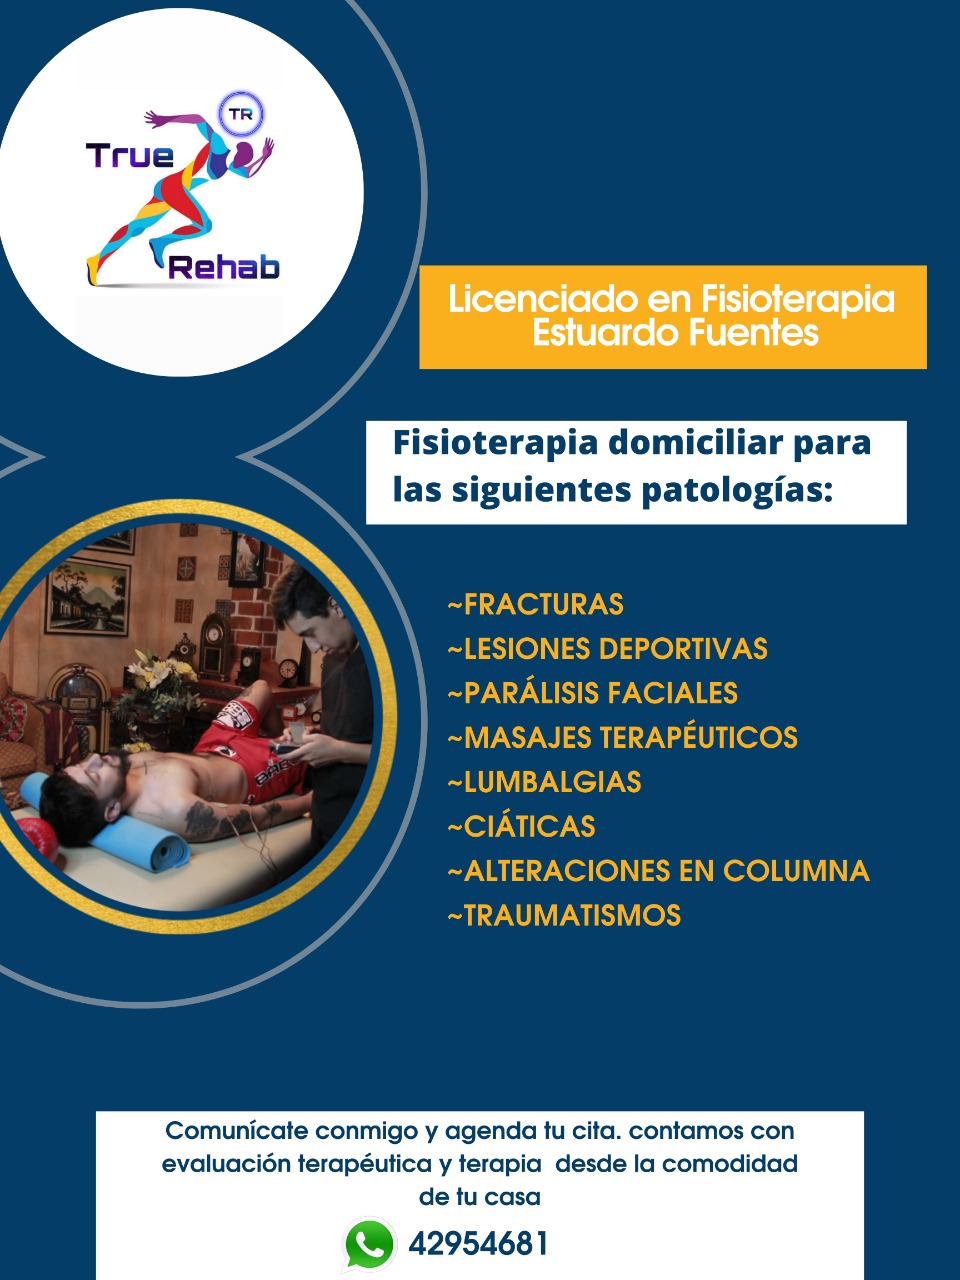 TR
True
Rehab
Licenciado en Fisioterapia
Estuardo Fuentes
Fisioterapia domiciliar para
las siguientes patologías:
~FRACTURAS
~LESIONES DEPORTIVAS
~PARÁLISIS FACIALES
~MASAJES TERAPÉUTICOS
~LUMBALGIAS
~CIÁTICAS
~ALTERACIONES EN COLUMNA
~TRAUMATISMOS
Comunícate conmigo y agenda tu cita. contamos con
evaluación terapéutica y terapia desde la comodidad
de tu casa
42954681